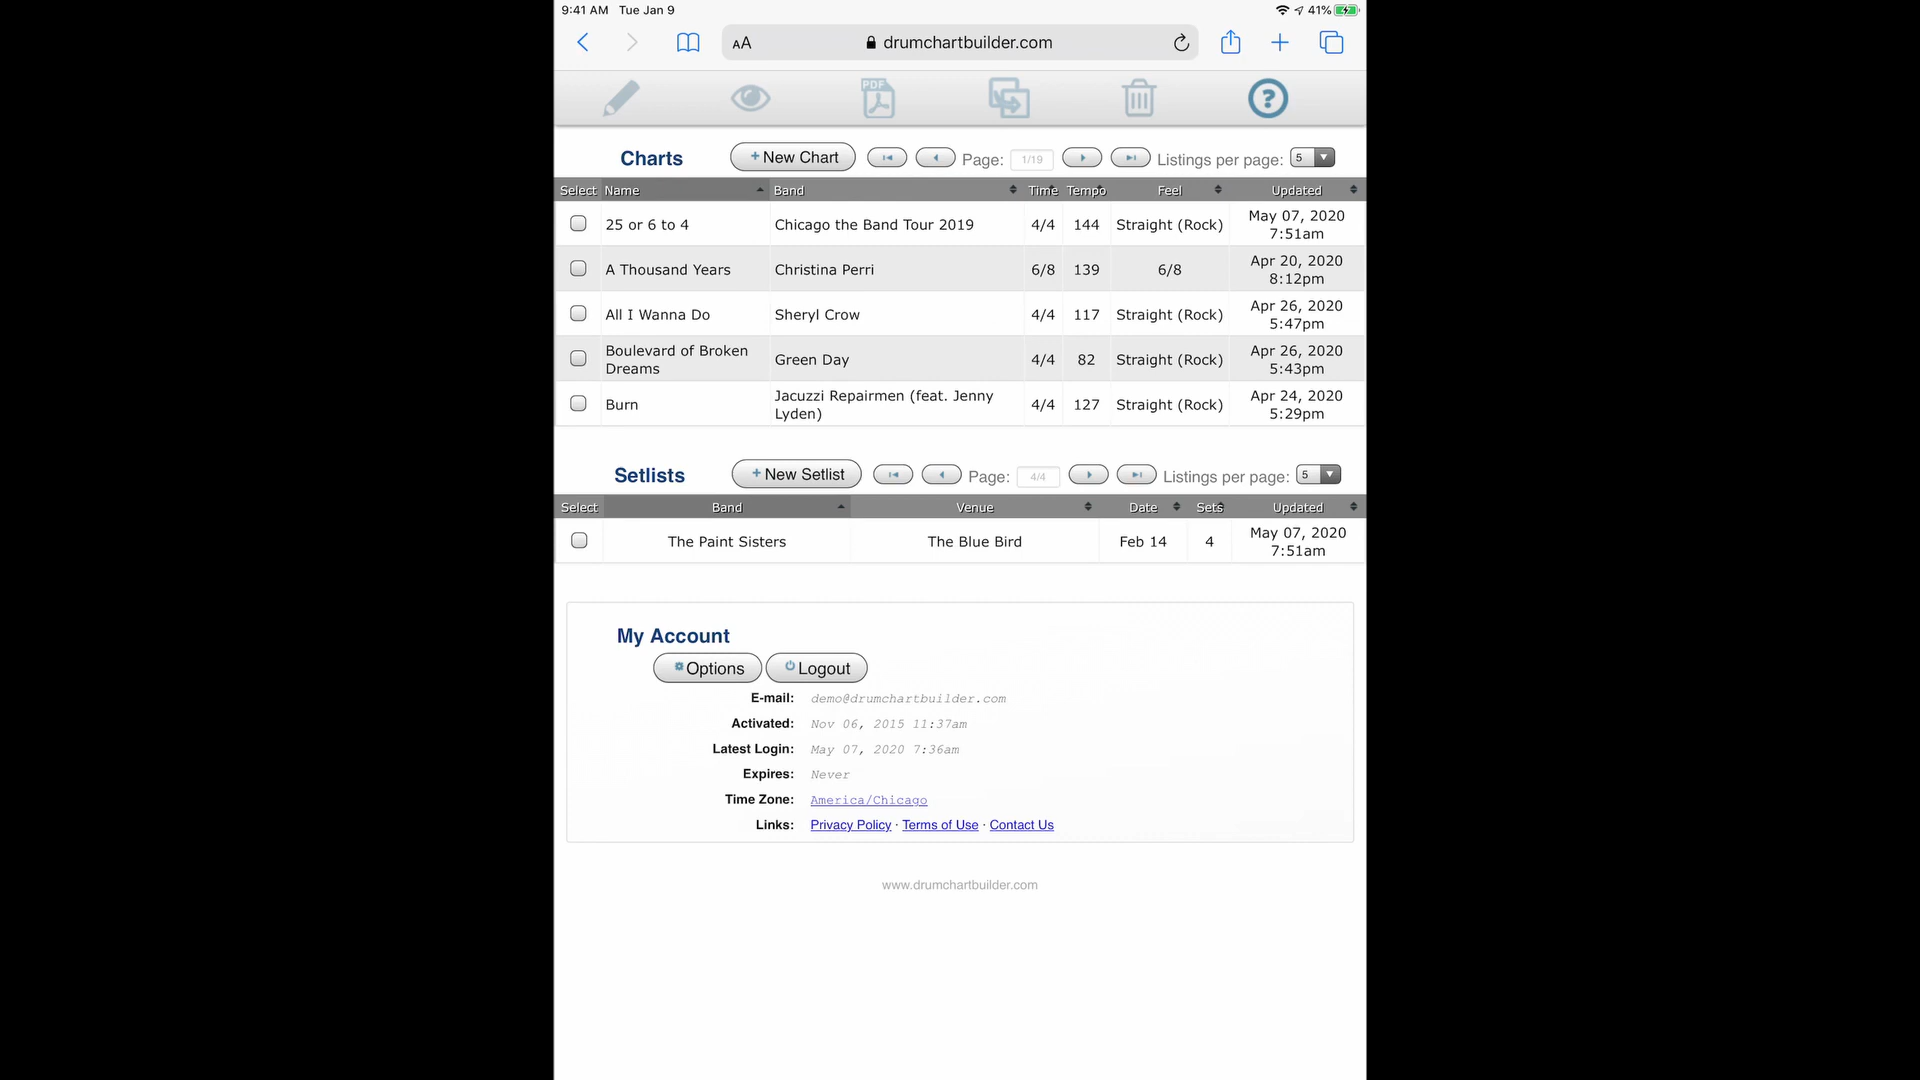 9:41 AM Tue Jan 9 41%
AA drumchartbuilder.com
PDF ?
Charts + New Chart Page: 1/19 Listings per page: 5
Select Name Band Time Tempo Feel Updated
25 or 6 to 4 Chicago the Band Tour 2019 4/4 144 Straight (Rock) May 07, 2020 7:51am
A Thousand Years Christina Perri 6/8 139 6/8 Apr 20, 2020 8:12pm
All I Wanna Do Sheryl Crow 4/4 117 Straight (Rock) Apr 26, 2020 5:47pm
Boulevard of Broken Dreams Green Day 4/4 82 Straight (Rock) Apr 26, 2020 5:43pm
Burn Jacuzzi Repairmen (feat. Jenny Lyden) 4/4 127 Straight (Rock) Apr 24, 2020 5:29pm
Setlists + New Setlist Page: 4/4 Listings per page: 5
Select Band Venue Date Sets Updated
The Paint Sisters The Blue Bird Feb 14 4 May 07, 2020 7:51am
My Account
Options Logout
E-mail: demo@drumchartbuilder.com
Activated: Nov 06, 2015 11:37am
Latest Login: May 07, 2020 7:36am
Expires: Never
Time Zone: America/Chicago
Links: Privacy Policy · Terms of Use · Contact Us
www.drumchartbuilder.com